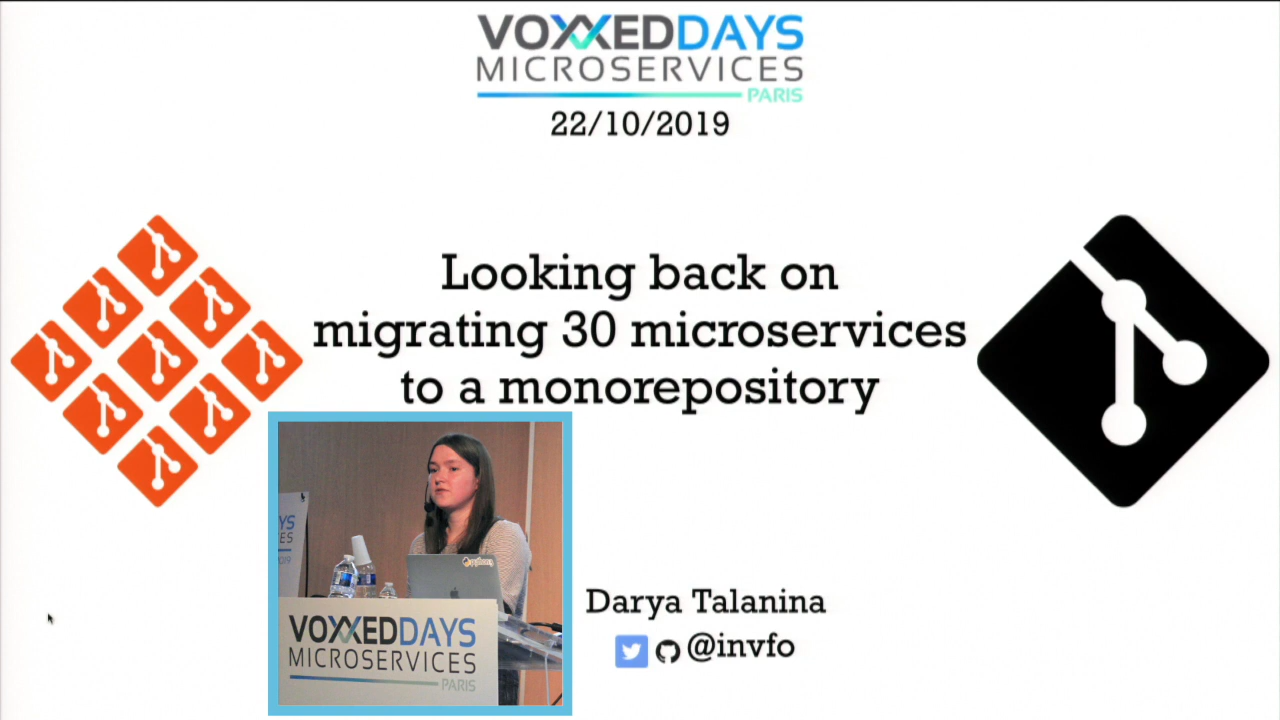 VOXXEDDAYS
MICROSERVICES
PARIS
22/10/2019
Looking back on
migrating 30 microservices
to a monorepository
Darya Talanina
@invfo
python
VOXXEDDAYS
MICROSERVICES
PARIS